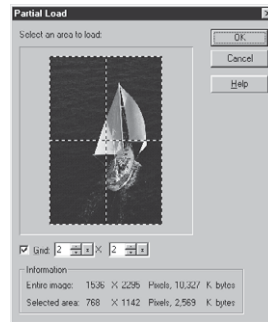 Partial Load
Select an area to load:
OK
Cancel
Help
Grid: 2 X 2
Information
Entire image: 1536 X 2295 Pixels, 10,327 K bytes
Selected area: 768 X 1142 Pixels, 2,569 K bytes